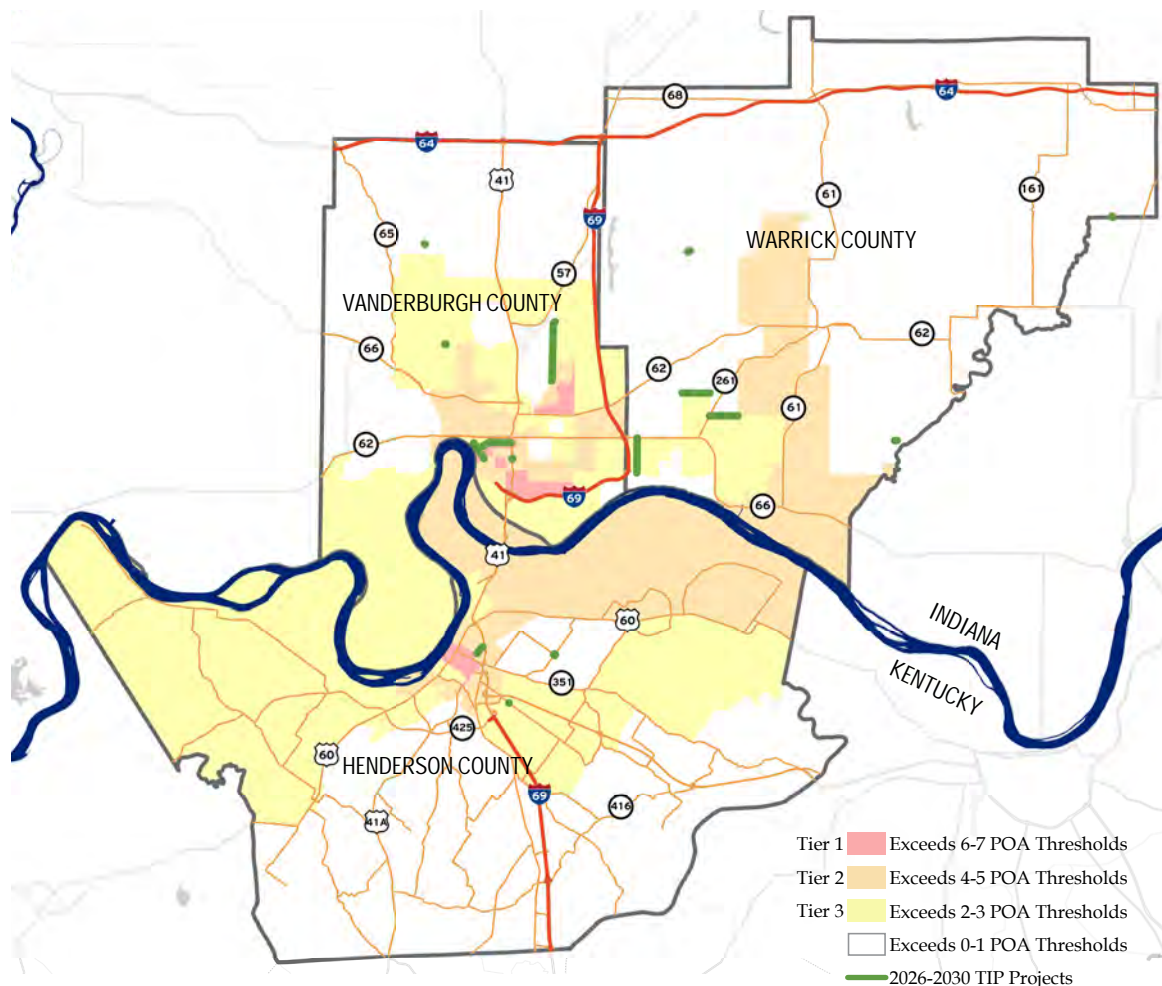 68
64
64
41
61
161
69
65
WARRICK COUNTY
57
VANDERBURGH COUNTY
66
62
62
261
61
62
69
66
41
INDIANA
60
KENTUCKY
351
425
60
HENDERSON COUNTY
69
416
41A
Tier 1 Exceeds 6-7 POA Thresholds
Tier 2 Exceeds 4-5 POA Thresholds
Tier 3 Exceeds 2-3 POA Thresholds
Exceeds 0-1 POA Thresholds
2026-2030 TIP Projects